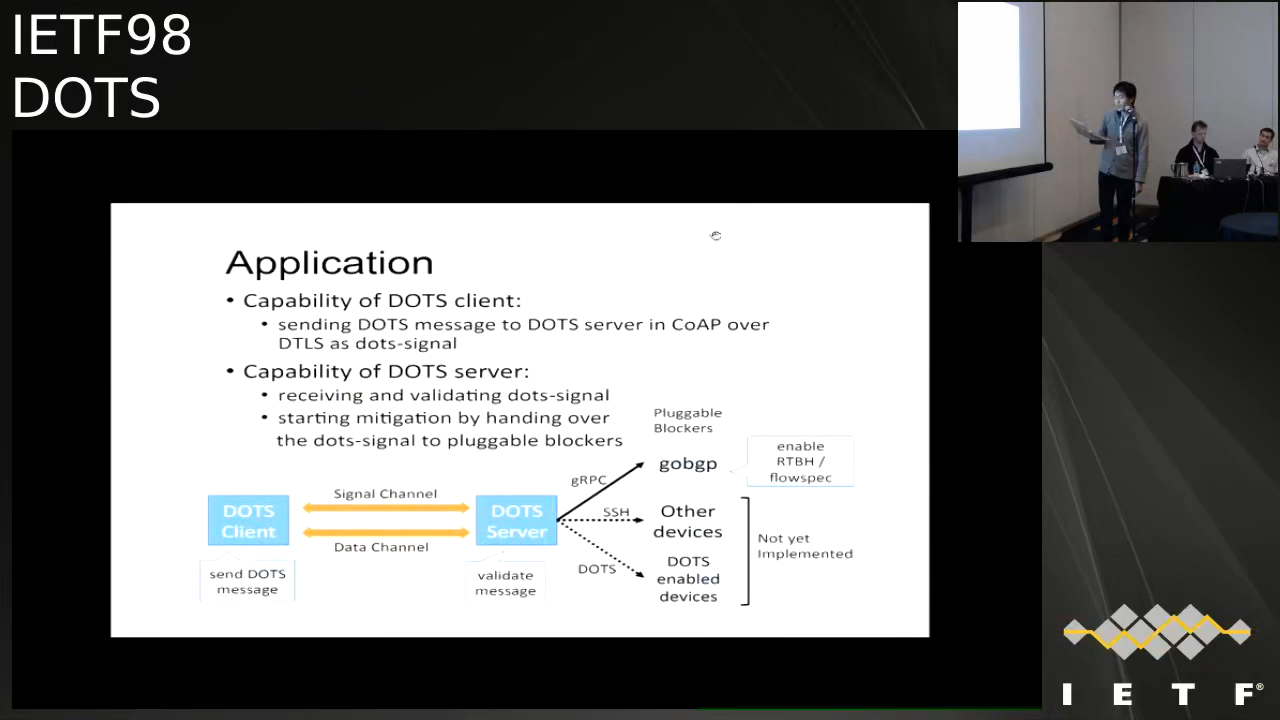 IETF98
DOTS
Application
• Capability of DOTS client:
• sending DOTS message to DOTS server in CoAP over
DTLS as dots-signal
• Capability of DOTS server:
• receiving and validating dots-signal
• starting mitigation by handing over
the dots-signal to pluggable blockers
Pluggable
Blockers
gobgp
enable
RTBH /
flowspec
gRPC
SSH
DOTS
Other
devices
DOTS
enabled
devices
Not yet
Implemented
DOTS
Client
Signal Channel
Data Channel
DOTS
Server
send DOTS
message
validate
message
I E T F®